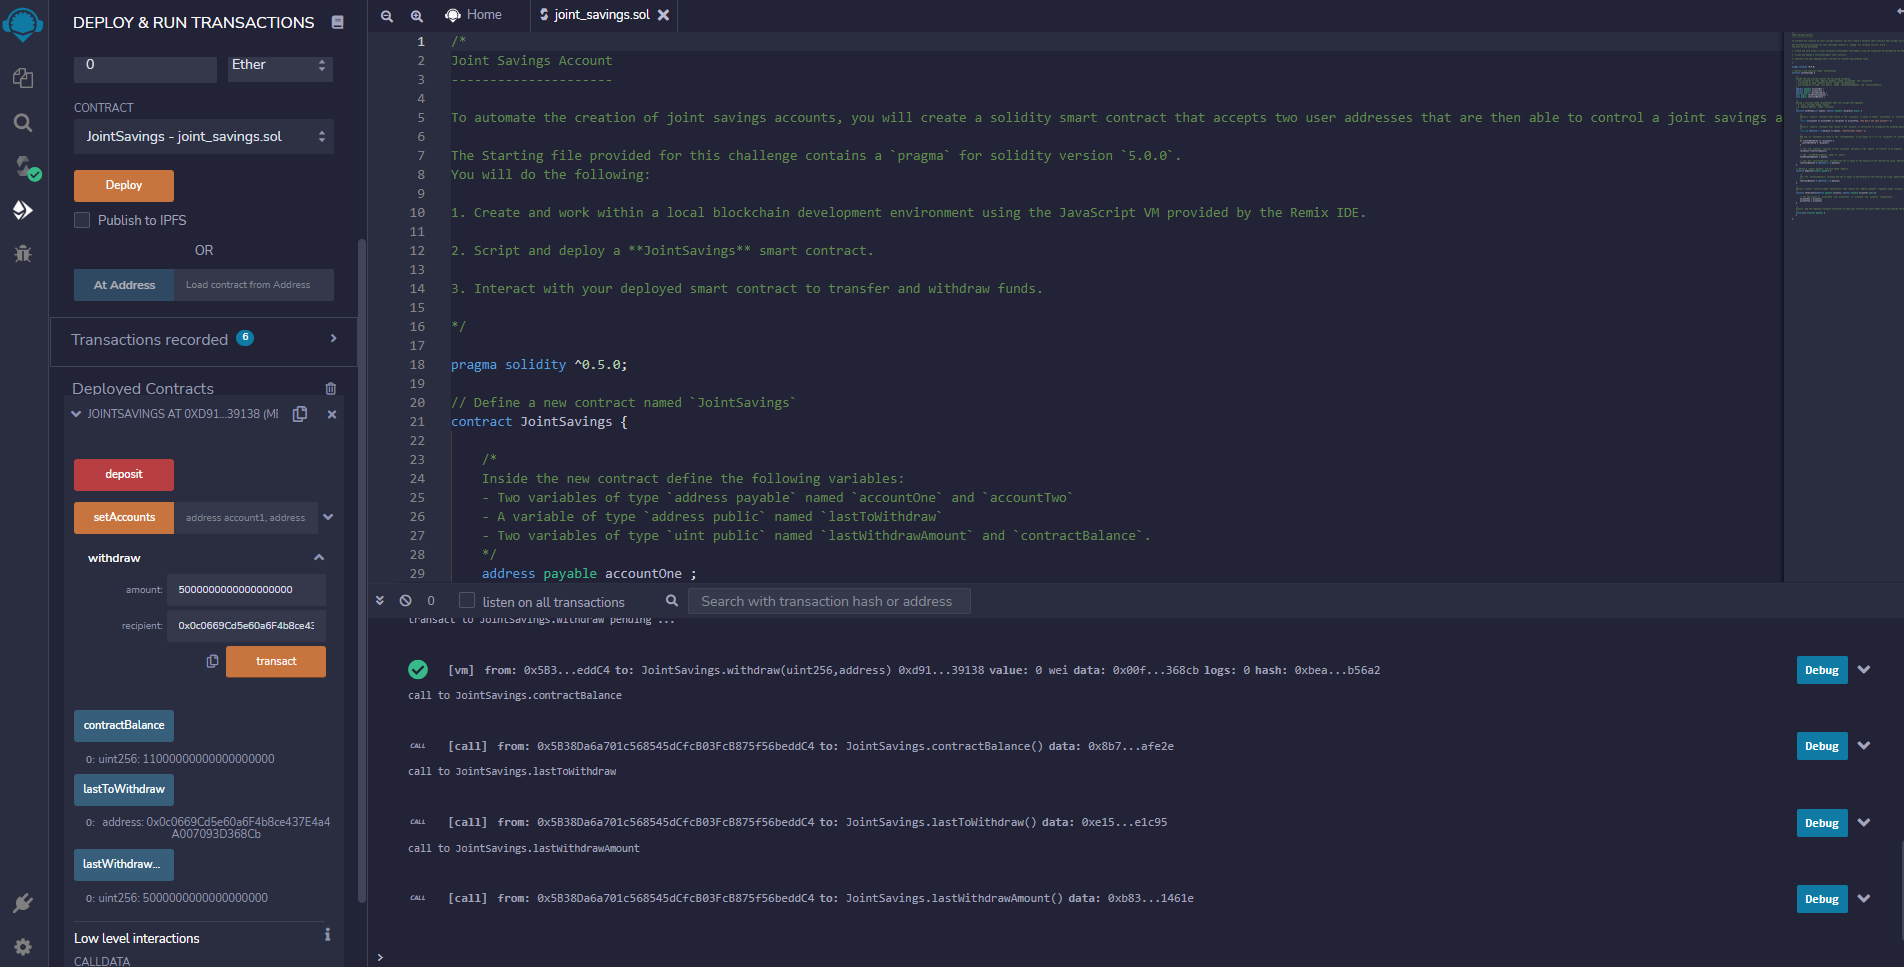 DEPLOY & RUN TRANSACTIONS
0
Ether
CONTRACT
JointSavings - joint_savings.sol
Deploy
Publish to IPFS
OR
At Address
Load contract from Address
Transactions recorded 6
Deployed Contracts
JOINTSAVINGS AT 0XD91...39138 (ME
deposit
setAccounts
address account1, address
withdraw
amount:
5000000000000000000
recipient:
0x0c0669Cd5e60a6F4b8ce43
transact
contractBalance
0: uint256: 11000000000000000000
lastToWithdraw
0: address: 0x0c0669Cd5e60a6F4b8ce437E4a4
A007093D368Cb
lastWithdraw...
0: uint256: 5000000000000000000
Low level interactions
CALLDATA
Home
joint_savings.sol
1 /*
2 Joint Savings Account
3 ---------------------
4
5 To automate the creation of joint savings accounts, you will create a solidity smart contract that accepts two user addresses that are then able to control a joint savings a
6
7 The Starting file provided for this challenge contains a `pragma` for solidity version `5.0.0`.
8 You will do the following:
9
10 1. Create and work within a local blockchain development environment using the JavaScript VM provided by the Remix IDE.
11
12 2. Script and deploy a **JointSavings** smart contract.
13
14 3. Interact with your deployed smart contract to transfer and withdraw funds.
15
16 */
17
18 pragma solidity ^0.5.0;
19
20 // Define a new contract named `JointSavings`
21 contract JointSavings {
22
23 /*
24 Inside the new contract define the following variables:
25 - Two variables of type `address payable` named `accountOne` and `accountTwo`
26 - A variable of type `address public` named `lastToWithdraw`
27 - Two variables of type `uint public` named `lastWithdrawAmount` and `contractBalance`.
28 */
29 address payable accountOne ;
0
listen on all transactions
Search with transaction hash or address
transact to JointSavings.withdraw pending ...
[vm] from: 0x5B3...eddC4 to: JointSavings.withdraw(uint256,address) 0xd91...39138 value: 0 wei data: 0x00f...368cb logs: 0 hash: 0xbea...b56a2
Debug
call to JointSavings.contractBalance
CALL [call] from: 0x5B38Da6a701c568545dCfcB03FcB875f56beddC4 to: JointSavings.contractBalance() data: 0x8b7...afe2e
Debug
call to JointSavings.lastToWithdraw
CALL [call] from: 0x5B38Da6a701c568545dCfcB03FcB875f56beddC4 to: JointSavings.lastToWithdraw() data: 0xe15...e1c95
Debug
call to JointSavings.lastWithdrawAmount
CALL [call] from: 0x5B38Da6a701c568545dCfcB03FcB875f56beddC4 to: JointSavings.lastWithdrawAmount() data: 0xb83...1461e
Debug
>